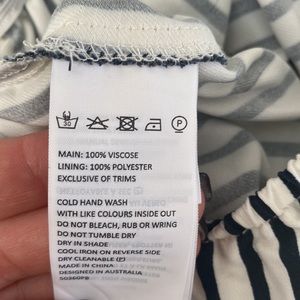 30
P
MAIN: 100% VISCOSE
LINING: 100% POLYESTER
EXCLUSIVE OF TRIMS
COLD HAND WASH
WITH LIKE COLOURS INSIDE OUT
DO NOT BLEACH, RUB OR WRING
DO NOT TUMBLE DRY
DRY IN SHADE
COOL IRON ON REVERSE SIDE
DRY CLEANABLE (P)
MADE IN CHINA
DESIGNED IN AUSTRALIA